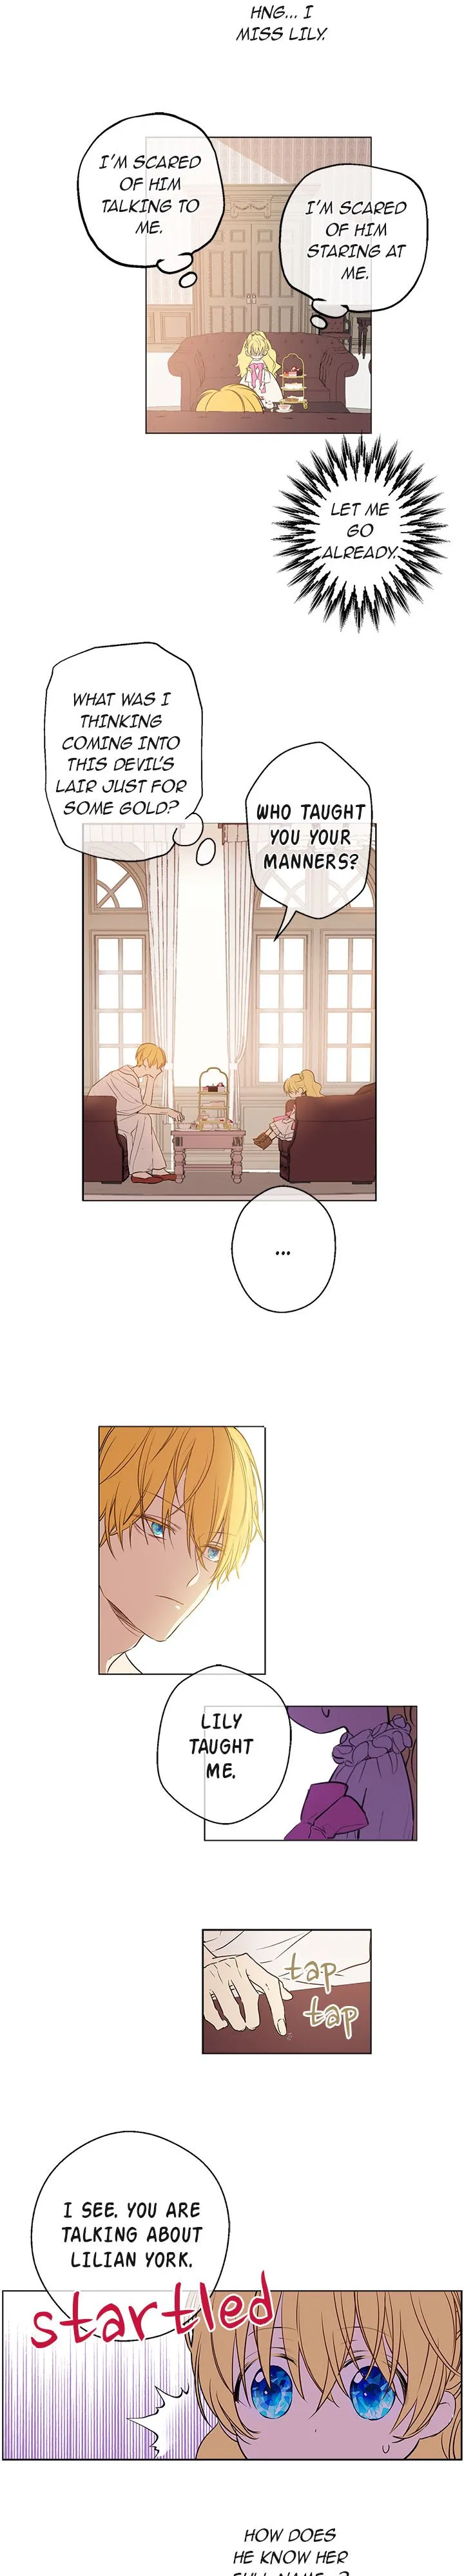 HNG... I
MISS LILY.
I'M SCARED
OF HIM
TALKING TO
ME.
I'M SCARED
OF HIM
STARING AT
ME.
LET ME
GO
ALREADY.
WHAT WAS I
THINKING
COMING INTO
THIS DEVIL'S
LAIR JUST FOR
SOME GOLD?
WHO TAUGHT
YOU YOUR
MANNERS?
...
LILY
TAUGHT
ME.
tap
tap
I SEE. YOU ARE
TALKING ABOUT
LILIAN YORK.
startled
HOW DOES
HE KNOW HER
FULL NAME...?